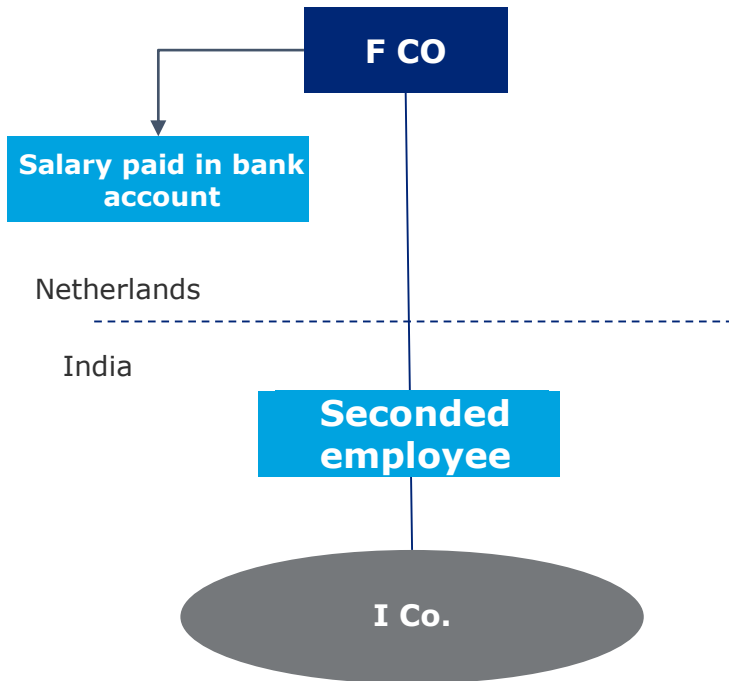 F CO
Salary paid in bank
account
Netherlands
India
Seconded
employee
I Co.